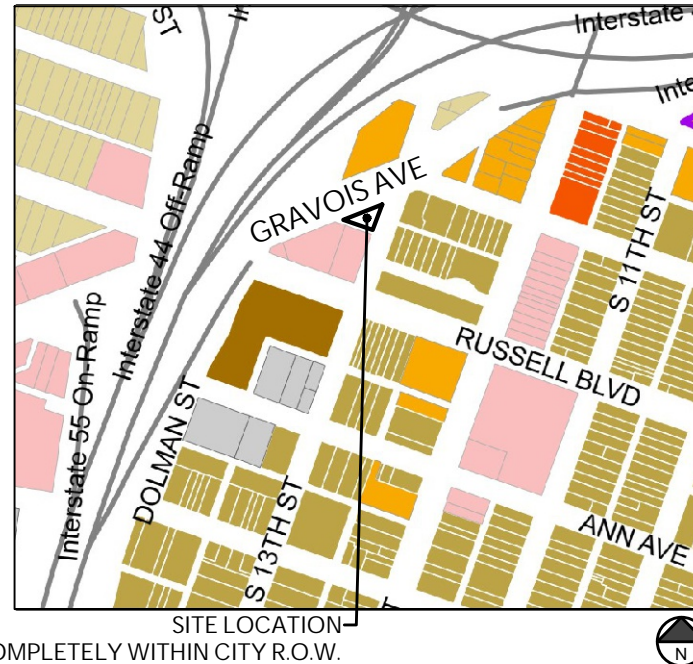 ST
Interstate 44 Off-Ramp
GRAVOIS AVE
S 11TH ST
RUSSELL BLVD
Interstate 55 On-Ramp
DOLMAN ST
S 13TH ST
ANN AVE
SITE LOCATION
OMPLETELY WITHIN CITY R.O.W.
N
Interstate
Inte
In